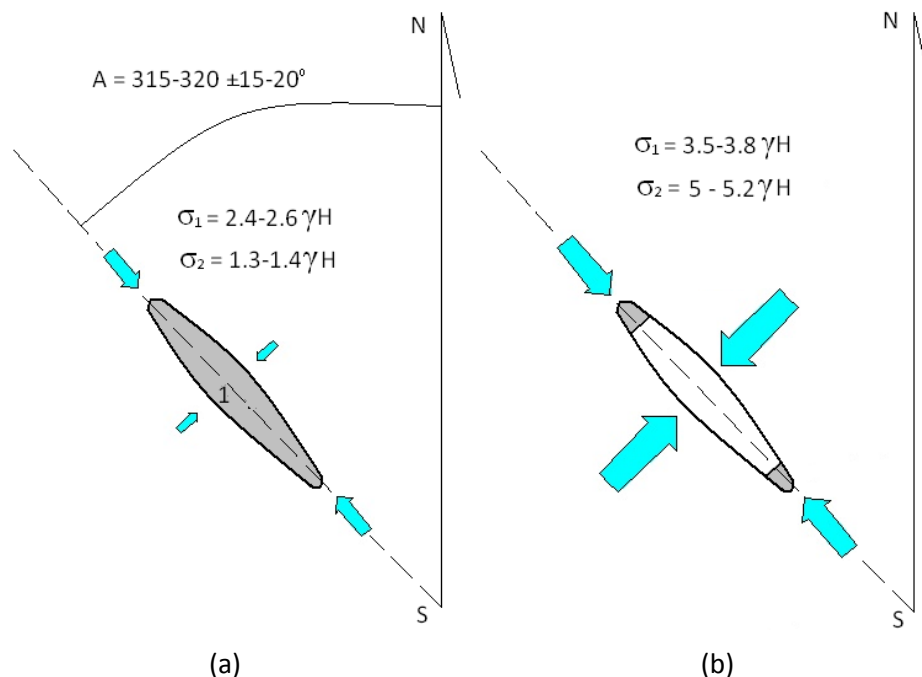 N
A = 315-320 ±15-20⁰
σ₁ = 2.4-2.6 γH
σ₂ = 1.3-1.4 γH
1
S
(a)
N
σ₁ = 3.5-3.8 γH
σ₂ = 5 - 5.2 γH
S
(b)